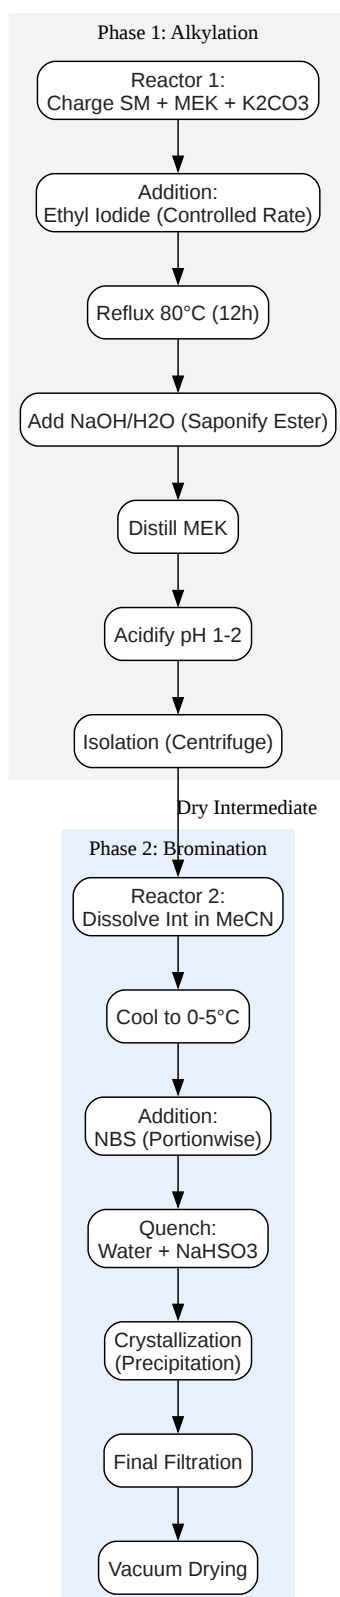 Phase 1: Alkylation
Reactor 1:
Charge SM + MEK + K2CO3
Addition:
Ethyl Iodide (Controlled Rate)
Reflux 80°C (12h)
Add NaOH/H2O (Saponify Ester)
Distill MEK
Acidify pH 1-2
Isolation (Centrifuge)
Dry Intermediate
Phase 2: Bromination
Reactor 2:
Dissolve Int in MeCN
Cool to 0-5°C
Addition:
NBS (Portionwise)
Quench:
Water + NaHSO3
Crystallization
(Precipitation)
Final Filtration
Vacuum Drying